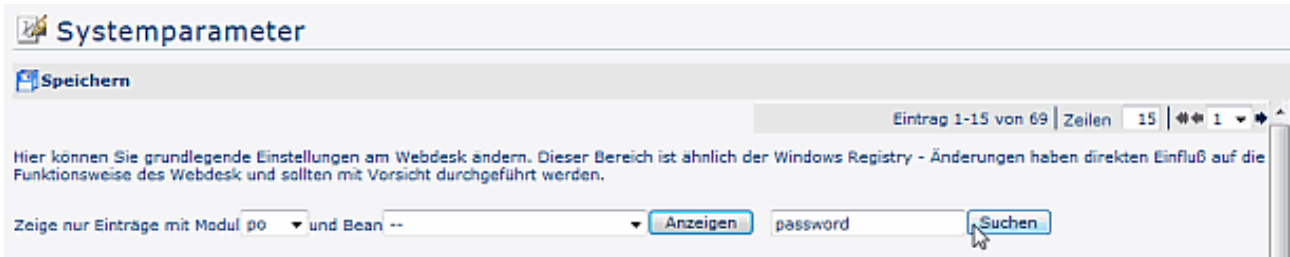 Systemparameter
Speichern
Eintrag 1-15 von 69 Zeilen 15 1
Hier können Sie grundlegende Einstellungen am Webdesk ändern. Dieser Bereich ist ähnlich der Windows Registry - Änderungen haben direkten Einfluß auf die
Funktionsweise des Webdesk und sollten mit Vorsicht durchgeführt werden.
Zeige nur Einträge mit Modul po und Bean -- Anzeigen password Suchen